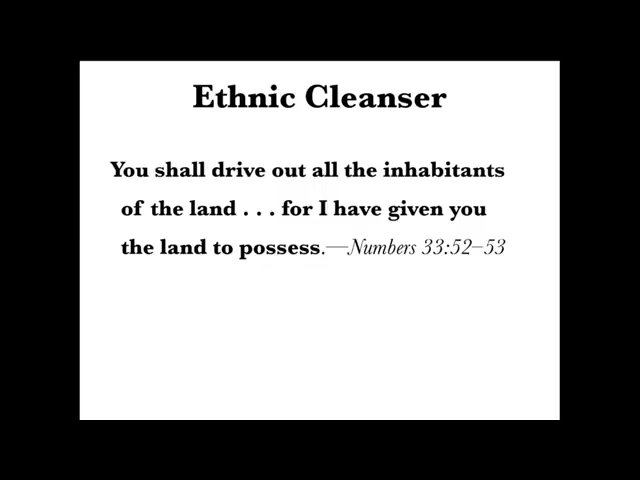 Ethnic Cleanser
You shall drive out all the inhabitants
of the land . . . for I have given you
the land to possess.—Numbers 33:52–53